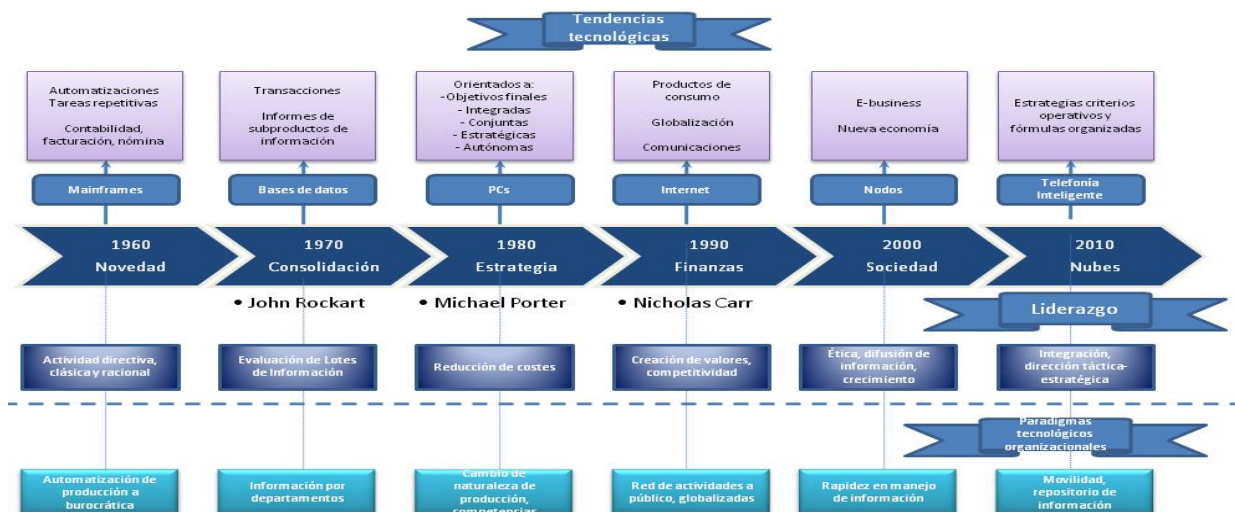 Tendencias
tecnológicas
Automatizaciones
Tareas repetitivas
Contabilidad,
facturación, nómina
Transacciones
Informes de
subproductos de
información
Orientados a:
-Objetivos finales
- Integradas
- Conjuntas
- Estratégicas
- Autónomas
Productos de
consumo
Globalización
Comunicaciones
E-business
Nueva economía
Estrategias criterios
operativos y
fórmulas organizadas
Mainframes
Bases de datos
PCs
Internet
Nodos
Telefonía
Inteligente
1960
Novedad
1970
Consolidación
1980
Estrategia
1990
Finanzas
2000
Sociedad
2010
Nubes
• John Rockart
• Michael Porter
• Nicholas Carr
Liderazgo
Actividad directiva,
clásica y racional
Evaluación de Lotes
de Información
Reducción de costes
Creación de valores,
competitividad
Ética, difusión de
información,
crecimiento
Integración,
dirección táctica-
estratégica
Paradigmas
tecnológicos
organizacionales
Automatización de
producción a
burocrática
Información por
departamentos
Cambio de
naturaleza de
producción,
competencias
Red de actividades a
público, globalizadas
Rapidez en manejo
de información
Movilidad,
repositorio de
información